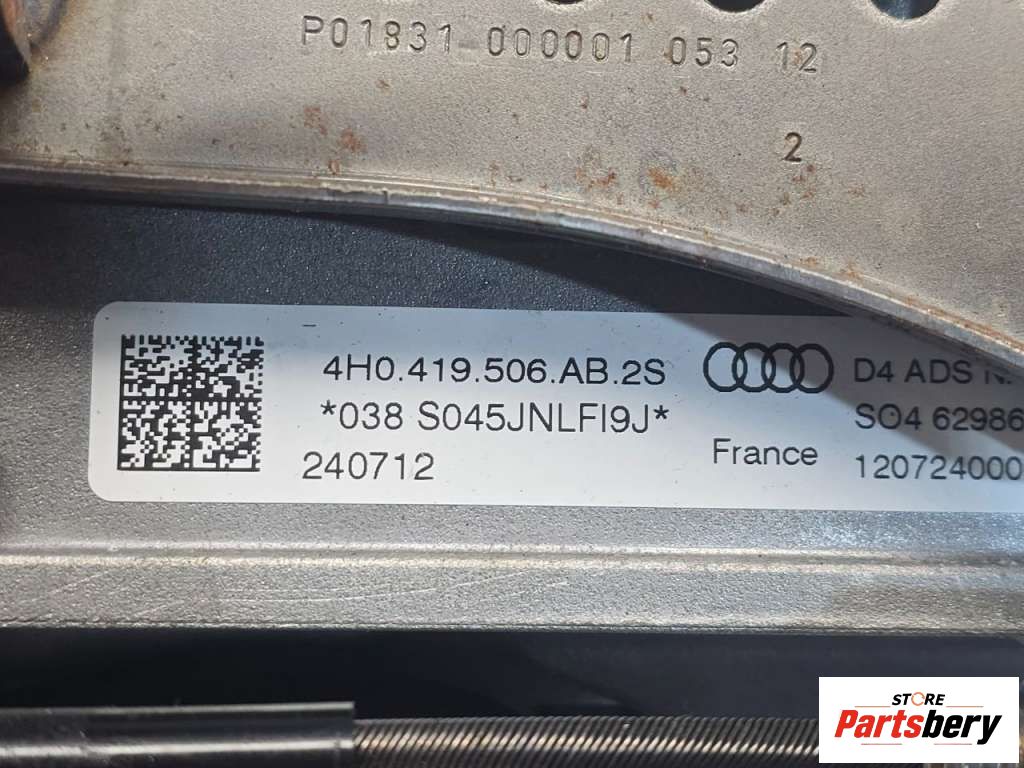 P01831 000001 053 12
2
4H0.419.506.AB.2S
*038 S045JNLFI9J*
240712
France
D4 ADS
SO4 62986
120724000
STORE
Partsbery